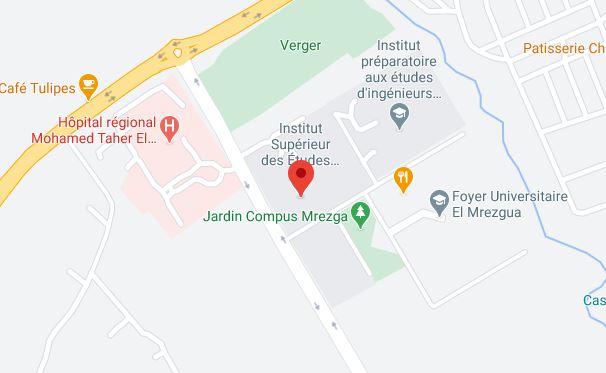 Verger
Institut
préparatoire
aux études
d'ingénieurs...
Patisserie Ch
Café Tulipes
Hôpital régional
Mohamed Taher El...
H
Institut
Supérieur
des Études...
Jardin Compus Mrezga
Foyer Universitaire
El Mrezgua
Cas